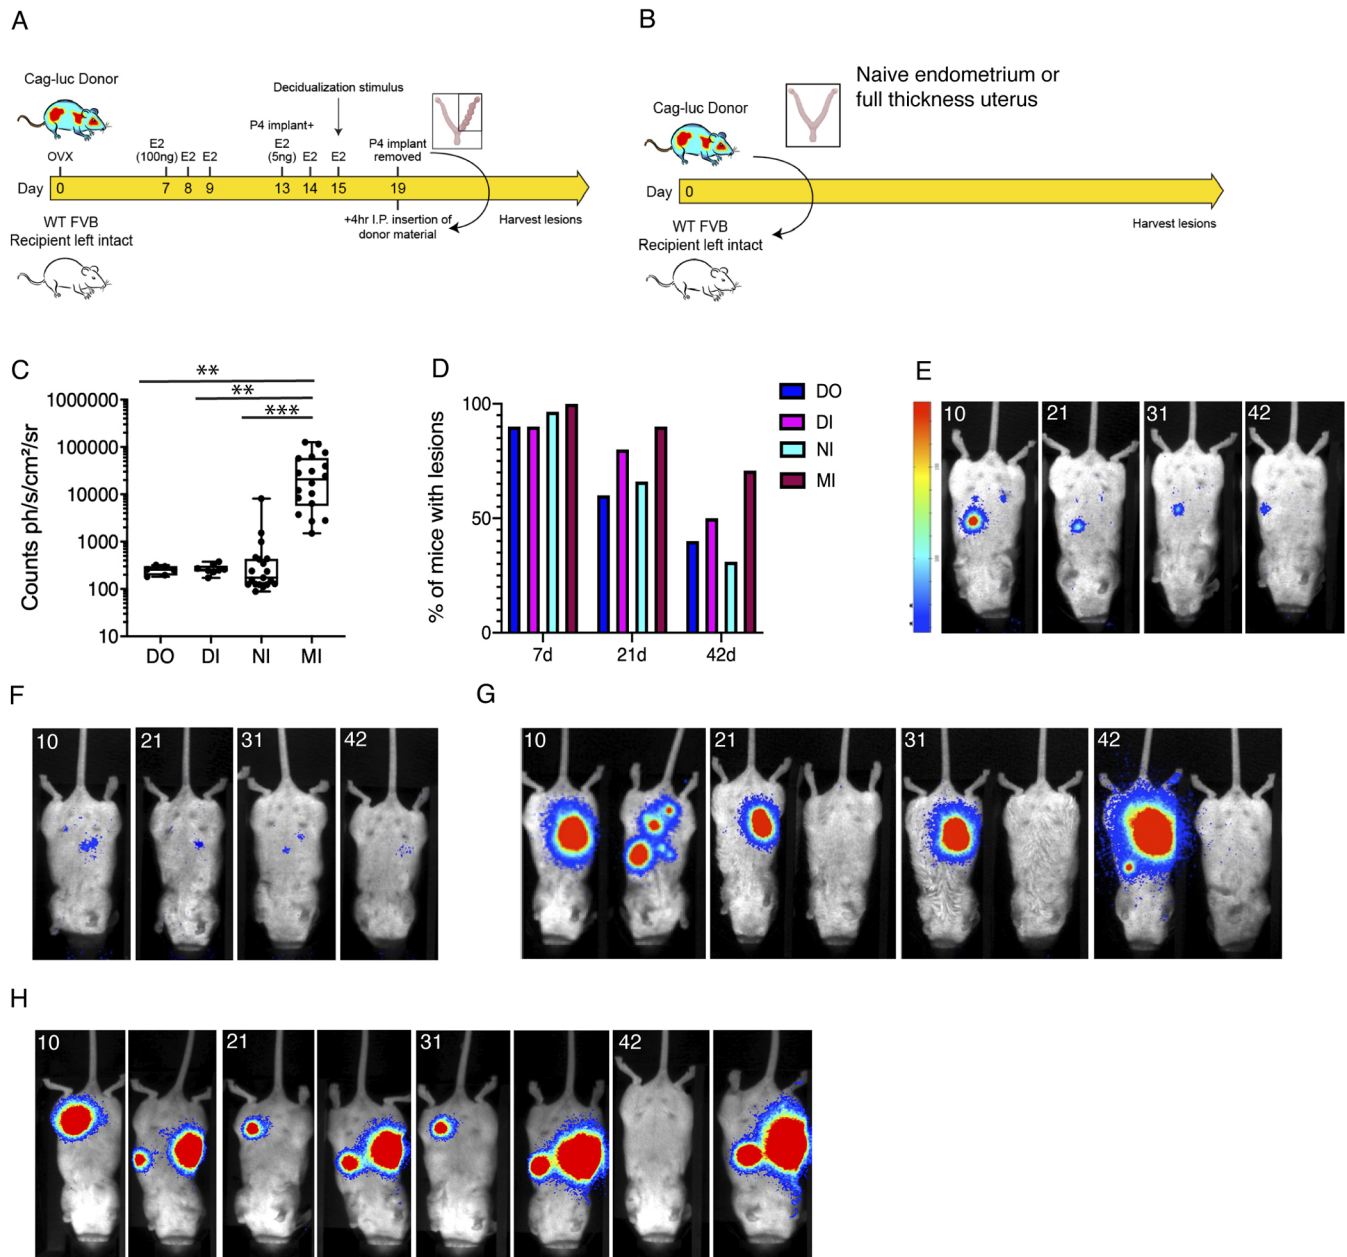 A
Cag-luc Donor
Decidualization stimulus
P4 implant+
E2
(100ng)
E2
E2
E2
(5ng)
E2
E2
P4 implant
removed
OVX
Day
0
7
8
9
13
14
15
19
+4hr I.P. insertion of
donor material
Harvest lesions
WT FVB
Recipient left intact
B
Naive endometrium or
full thickness uterus
Cag-luc Donor
Day
0
Harvest lesions
WT FVB
Recipient left intact
C
**
**
***
Counts ph/s/cm²/sr
1000000
100000
10000
1000
100
10
DO
DI
NI
MI
D
% of mice with lesions
100
50
0
7d
21d
42d
DO
DI
NI
MI
E
10
21
31
42
F
10
21
31
42
G
10
21
31
42
H
10
21
31
42